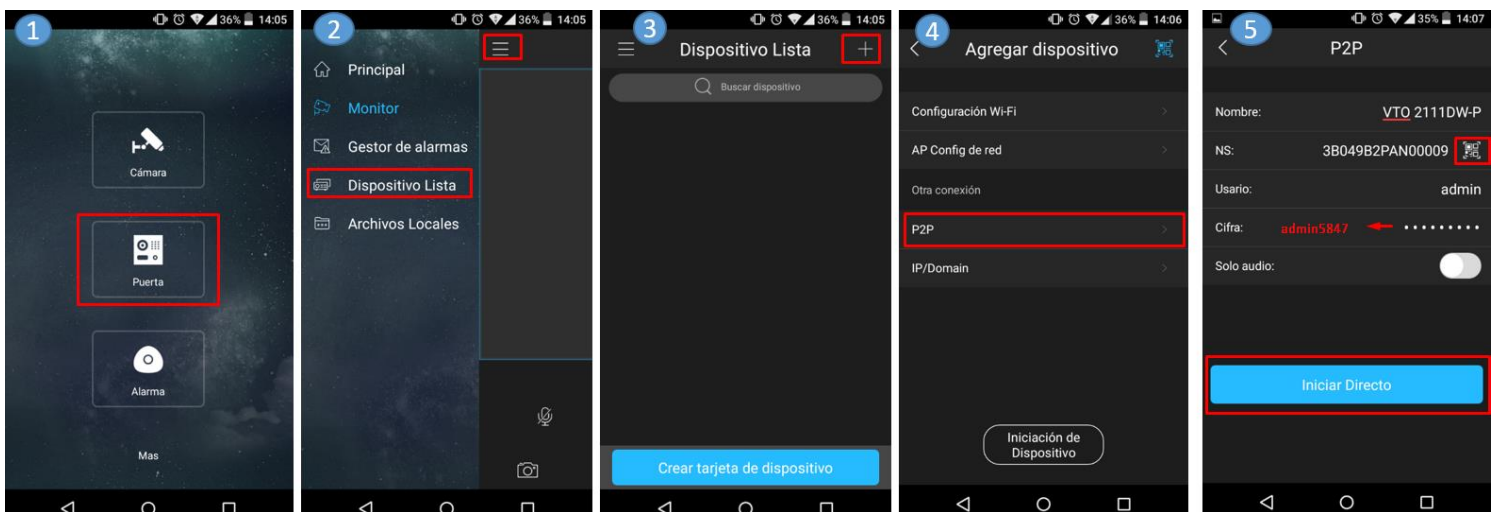 1
36% 14:05
Cámara
Puerta
Alarma
Mas
2
36% 14:05
Principal
Monitor
Gestor de alarmas
Dispositivo Lista
Archivos Locales
3
36% 14:05
Dispositivo Lista
Buscar dispositivo
Crear tarjeta de dispositivo
4
36% 14:06
Agregar dispositivo
Configuración Wi-Fi
AP Config de red
Otra conexión
P2P
IP/Domain
Iniciación de
Dispositivo
5
35% 14:07
P2P
Nombre: VTO 2111DW-P
NS: 3B049B2PAN00009
Usario: admin
Cifra: admin5847 •••••••••
Solo audio:
Iniciar Directo